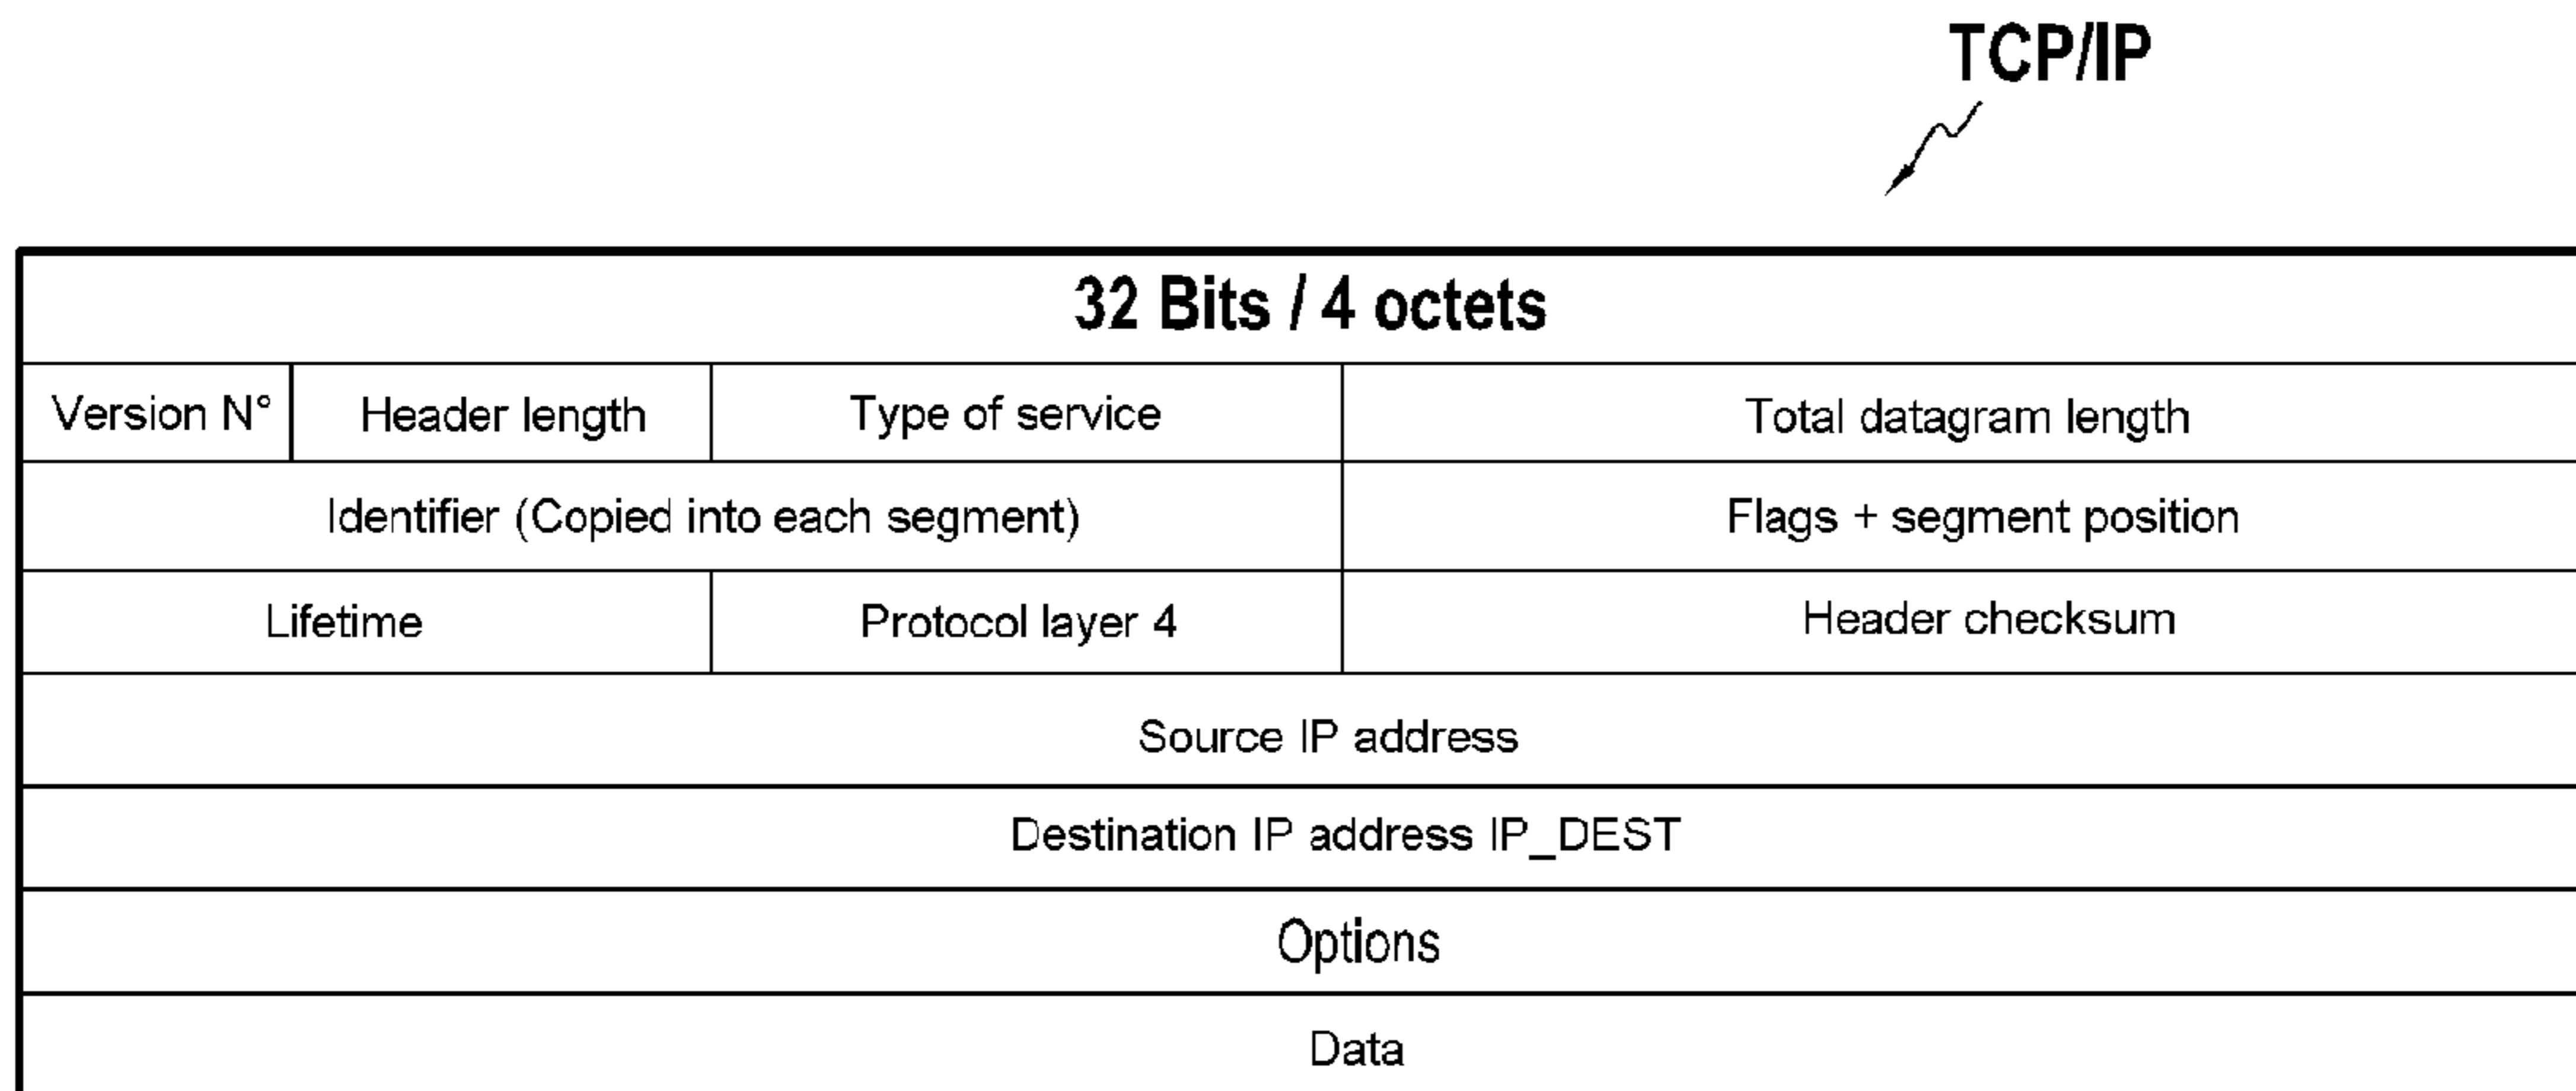 TCP/IP
32 Bits / 4 octets
Version N° Header length Type of service Total datagram length
Identifier (Copied into each segment) Flags + segment position
Lifetime Protocol layer 4 Header checksum
Source IP address
Destination IP address IP_DEST
Options
Data